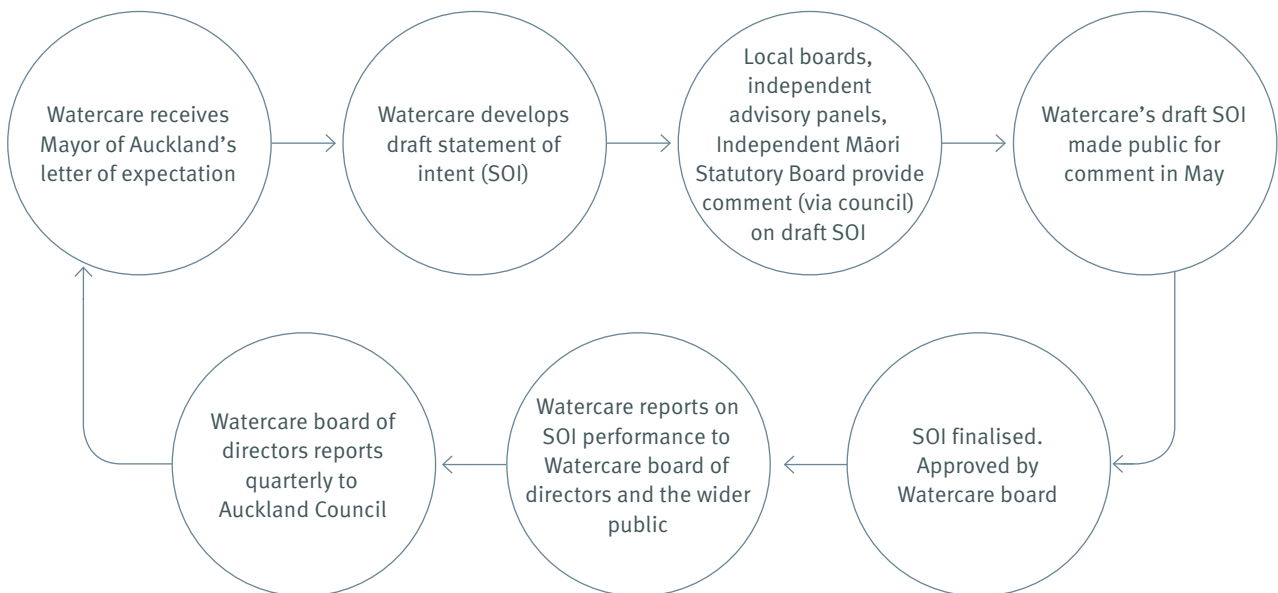 Watercare receives
Mayor of Auckland’s
letter of expectation
Watercare develops
draft statement of
intent (SOI)
Local boards,
independent
advisory panels,
Independent Māori
Statutory Board provide
comment (via council)
on draft SOI
Watercare’s draft SOI
made public for
comment in May
SOI finalised.
Approved by
Watercare board
Watercare reports on
SOI performance to
Watercare board of
directors and the wider
public
Watercare board of
directors reports
quarterly to
Auckland Council